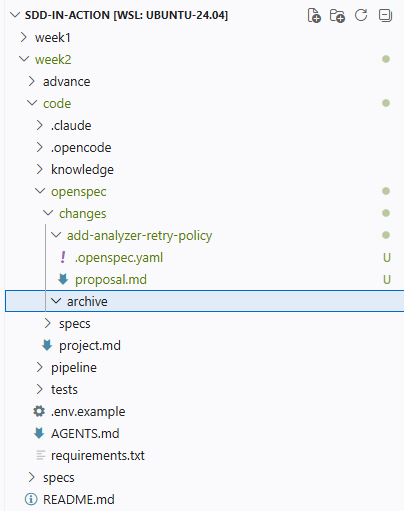 SDD-IN-ACTION [WSL: UBUNTU-24.04]
week1
week2
advance
code
.claude
.opencode
knowledge
openspec
changes
add-analyzer-retry-policy
.openspec.yaml U
proposal.md U
archive
specs
project.md
pipeline
tests
.env.example
AGENTS.md
requirements.txt
specs
README.md